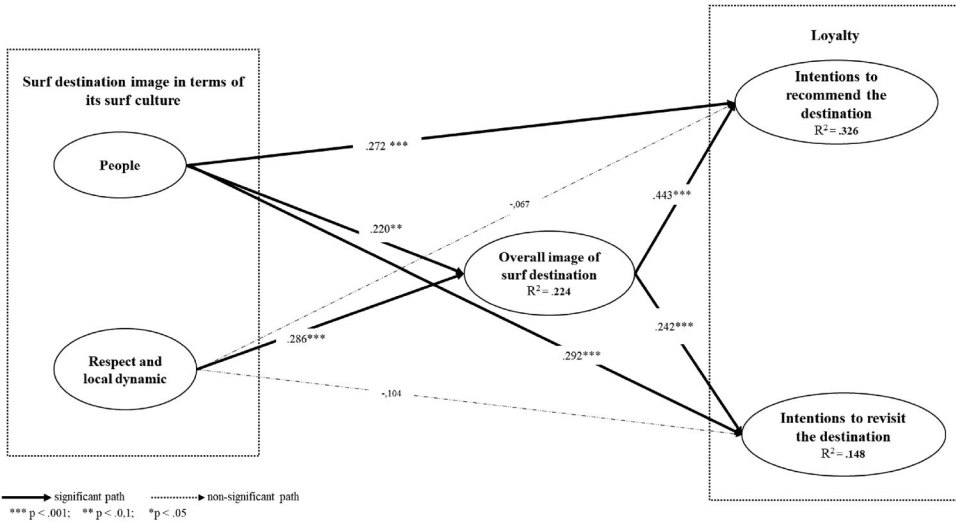 Loyalty
Surf destination image in terms of
its surf culture
Intentions to
recommend the
destination
R² = .326
People
.272 ***
-,067
.443***
.220**
Overall image of
surf destination
R² = .224
.286***
.242***
.292***
Respect and
local dynamic
-,104
Intentions to revisit
the destination
R² = .148
significant path
non-significant path
*** p < .001; ** p < .0,1; *p < .05